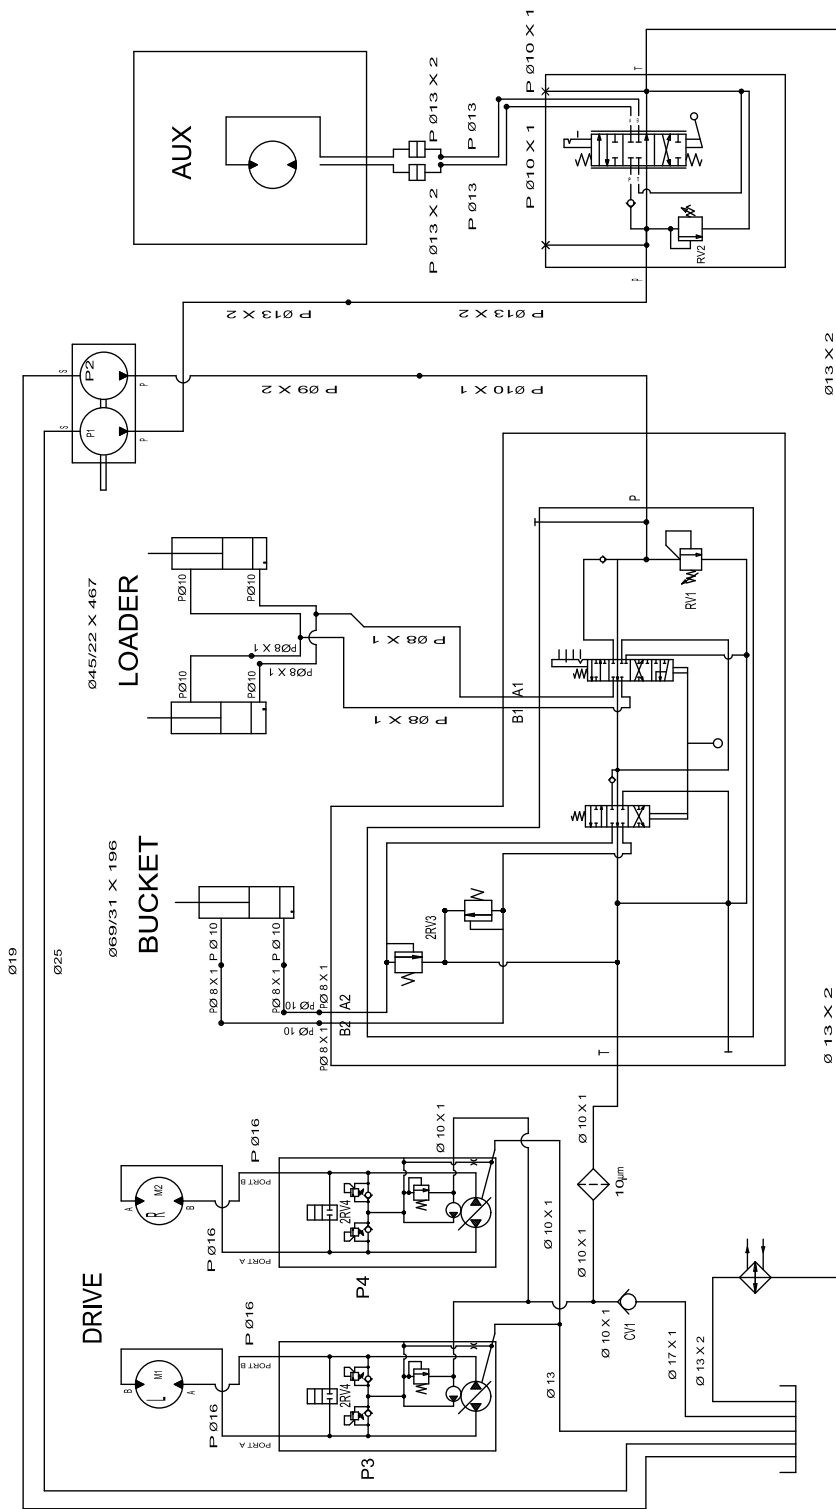 AUX
P Ø13 X 2
P Ø13 X 2
P Ø13
P Ø13
P Ø10 X 1
P Ø10 X 1
T
P
T
P
RV2
P Ø13 X 2
P Ø13 X 2
Ø13 X 2
S
S
P2
P1
P
P
P Ø9 X 2
P Ø10 X 1
Ø45/22 X 467
LOADER
PØ10
PØ10
PØ10
PØ10
PØ8 X 1
PØ8 X 1
P Ø8 X 1
P Ø8 X 1
P Ø8 X 1
B1
A1
P
RV1
Ø69/31 X 196
BUCKET
PØ 8 X 1
P Ø 10
PØ 8 X 1
P Ø 10
PØ 10
PØ 10
PØ 8 X 1
PØ 8 X 1
A2
B2
2RV3
T
Ø19
Ø25
Ø 13 X 2
DRIVE
A
B
R
M2
P Ø16
P Ø16
PORT B
PORT A
2RV4
P4
Ø 10 X 1
Ø 10 X 1
Ø 10 X 1
10µm
Ø 10 X 1
B
A
L
M1
P Ø16
P Ø16
PORT B
PORT A
2RV4
P3
Ø 13
Ø 10 X 1
CV1
Ø 17 X 1
Ø 13 X 2